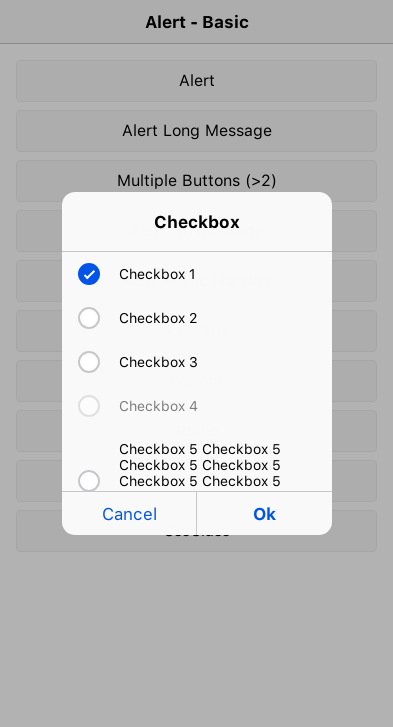 Alert - Basic
Alert
Alert Long Message
Multiple Buttons (>2)
Checkbox
Checkbox 1
Checkbox 2
Checkbox 3
Checkbox 4
Checkbox 5 Checkbox 5
Checkbox 5 Checkbox 5
Checkbox 5 Checkbox 5
Cancel
Ok